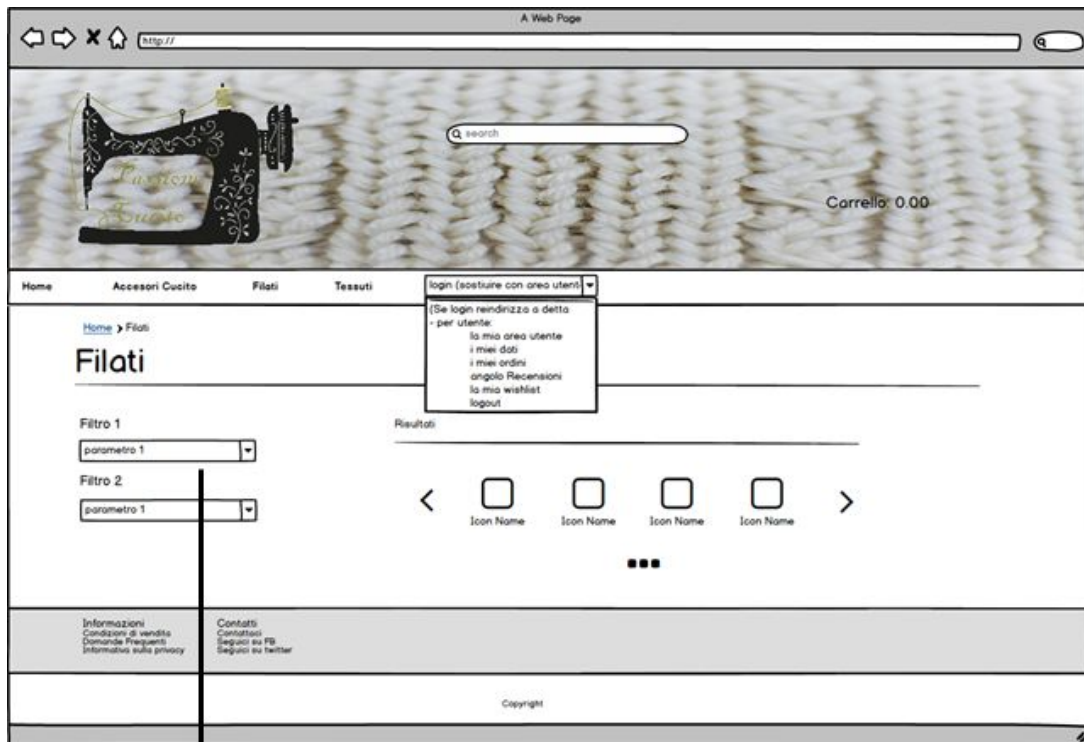 A Web Page
http://
search
Passione
Cucito
Carrello: 0.00
Home
Accesori Cucito
Filati
Tessuti
login (sostiuire con area utent
(Se login reindirizza a detta
- per utente:
la mia area utente
i miei dati
i miei ordini
angolo Recensioni
la mia wishlist
logout
Home > Filati
Filati
Filtro 1
parametro 1
Filtro 2
parametro 1
Risultati
Icon Name
Icon Name
Icon Name
Icon Name
Informazioni
Condizioni di vendita
Domande Frequenti
Informativa sulla privacy
Contatti
Contattaci
Seguici su FB
Seguici su twitter
Copyright